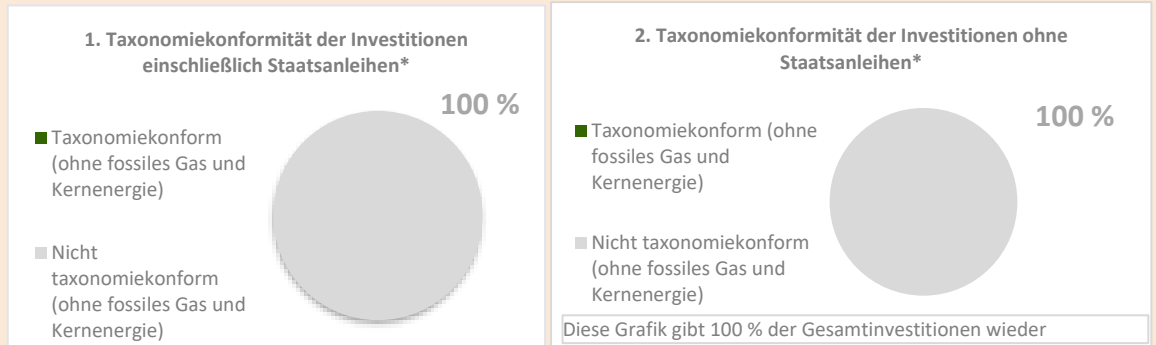 1. Taxonomiekonformität der Investitionen
einschließlich Staatsanleihen*
100 %
Taxonomiekonform
(ohne fossiles Gas und
Kernenergie)
Nicht
taxonomiekonform
(ohne fossiles Gas und
Kernenergie)
2. Taxonomiekonformität der Investitionen ohne
Staatsanleihen*
100 %
Taxonomiekonform (ohne
fossiles Gas und
Kernenergie)
Nicht taxonomiekonform
(ohne fossiles Gas und
Kernenergie)
Diese Grafik gibt 100 % der Gesamtinvestitionen wieder